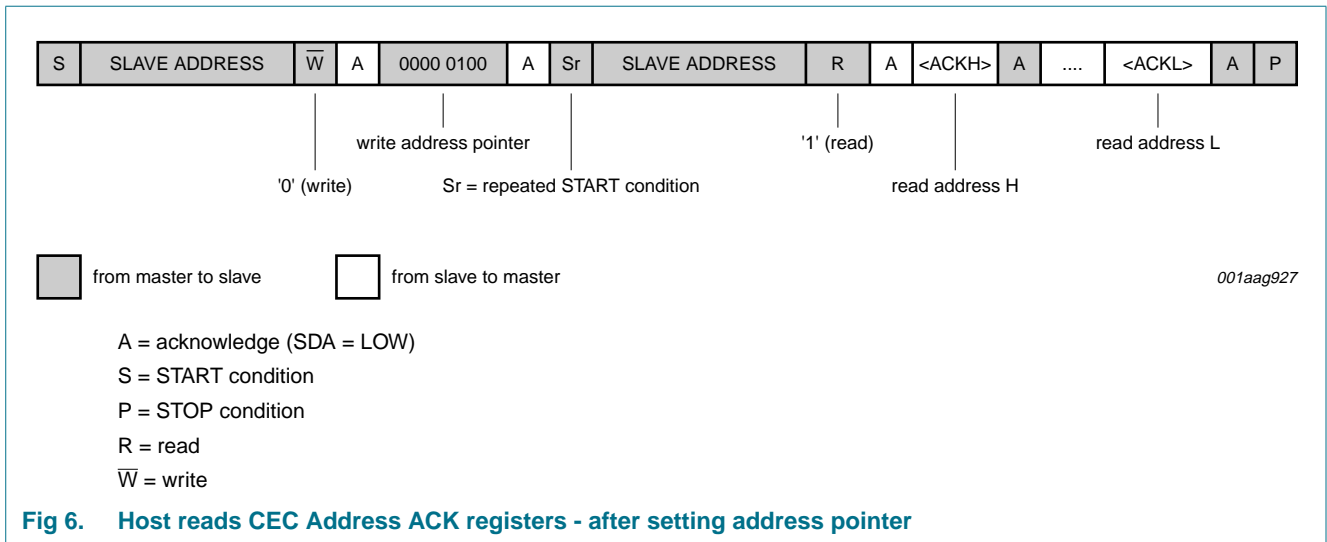 S SLAVE ADDRESS W̅ A 0000 0100 A Sr SLAVE ADDRESS R A <ACKH> A .... <ACKL> A P
write address pointer '1' (read) read address L
'0' (write) Sr = repeated START condition read address H
from master to slave from slave to master 001aag927
A = acknowledge (SDA = LOW)
S = START condition
P = STOP condition
R = read
W̅ = write
Fig 6. Host reads CEC Address ACK registers - after setting address pointer